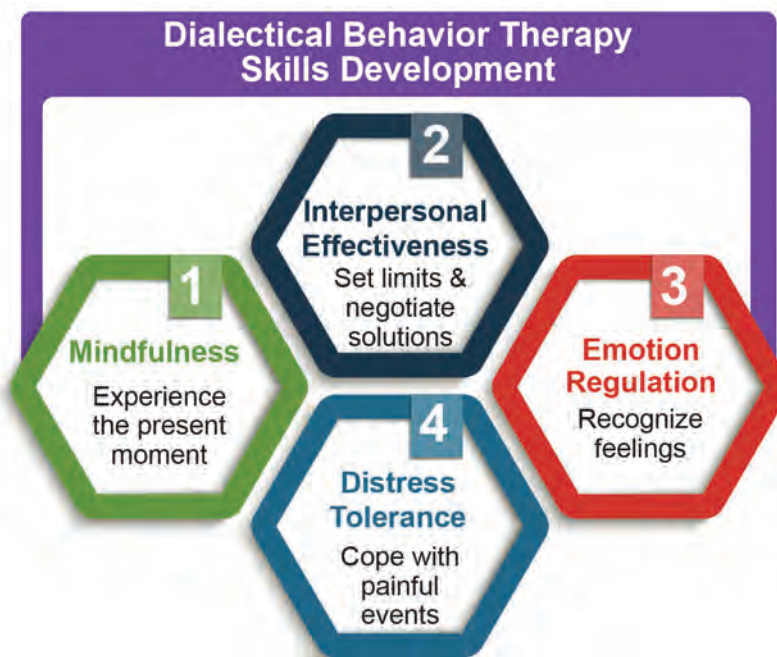 Dialectical Behavior Therapy
Skills Development
1
Mindfulness
Experience
the present
moment
2
Interpersonal
Effectiveness
Set limits &
negotiate
solutions
3
Emotion
Regulation
Recognize
feelings
4
Distress
Tolerance
Cope with
painful
events